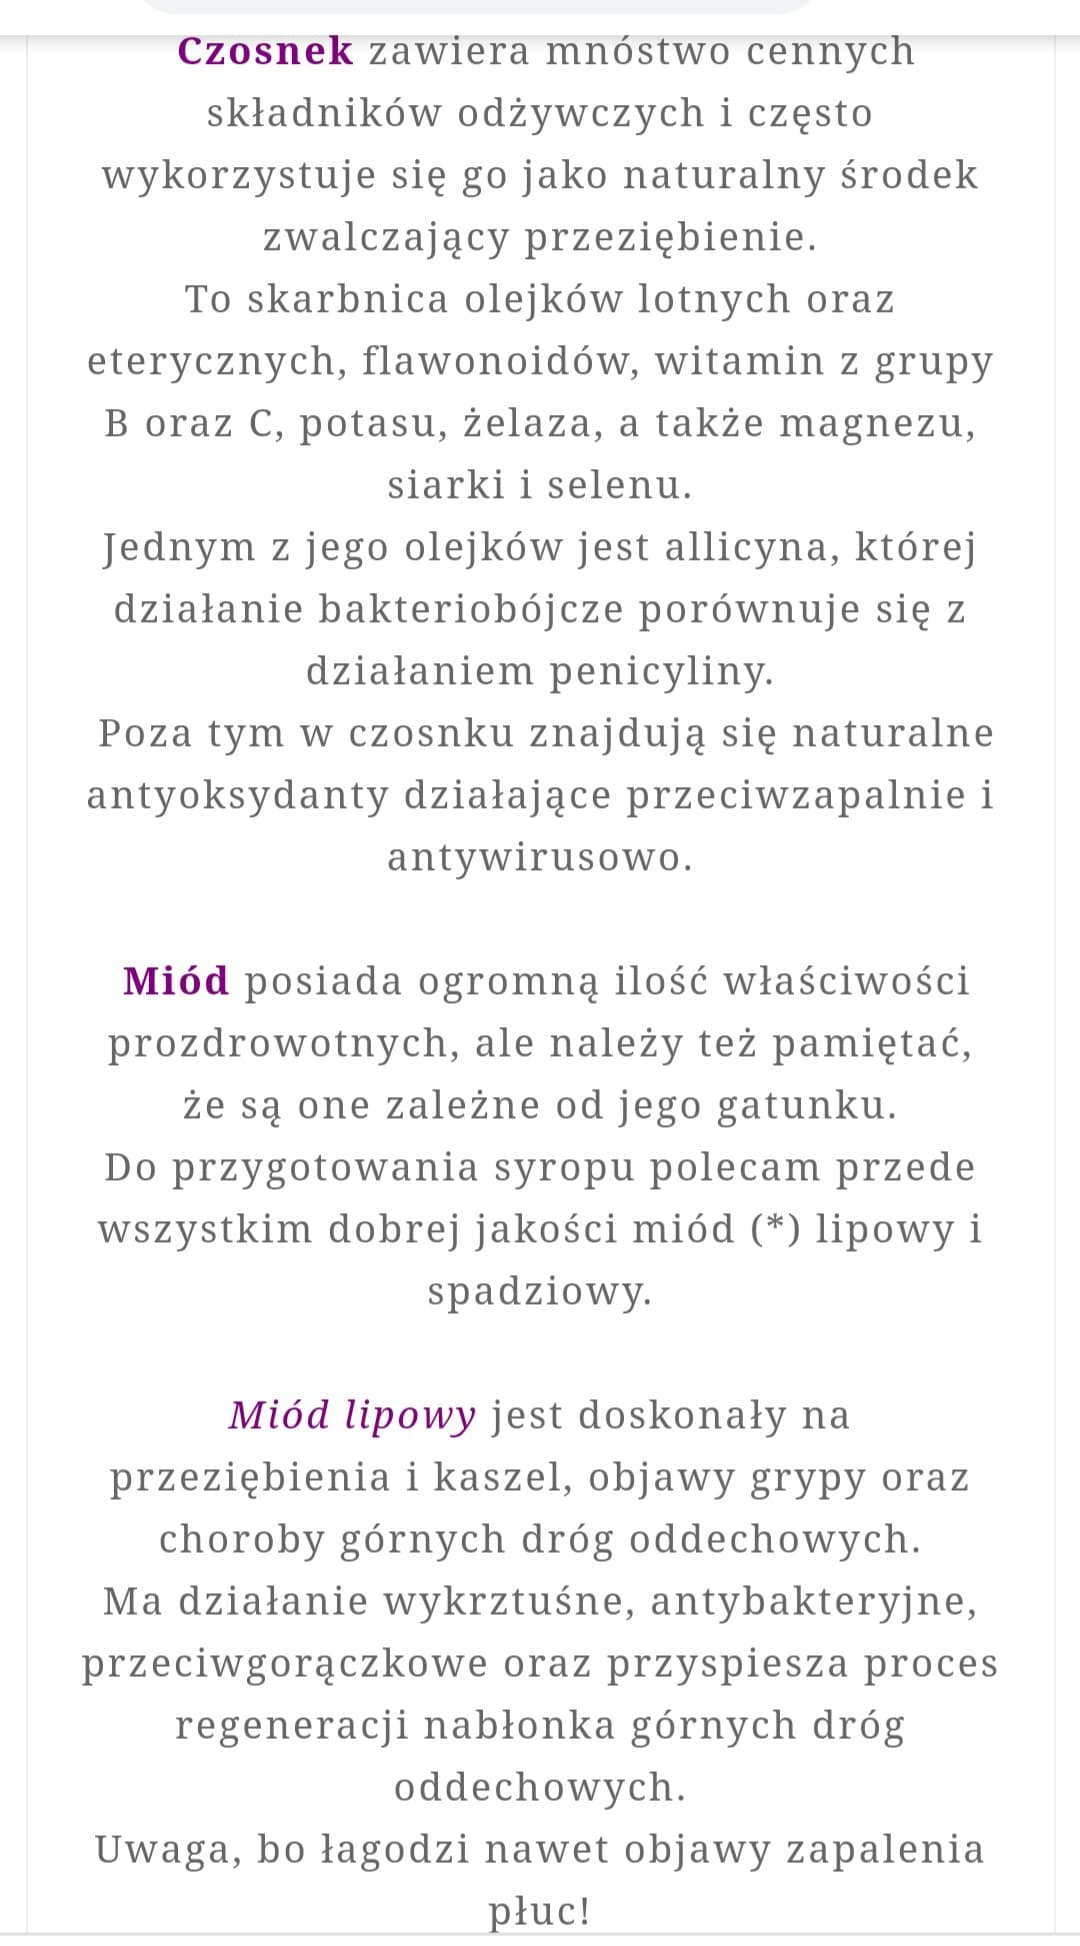 Czosnek zawiera mnóstwo cennych
składników odżywczych i często
wykorzystuje się go jako naturalny środek
zwalczający przeziębienie.
To skarbnica olejków lotnych oraz
eterycznych, flawonoidów, witamin z grupy
B oraz C, potasu, żelaza, a także magnezu,
siarki i selenu.
Jednym z jego olejków jest allicyna, której
działanie bakteriobójcze porównuje się z
działaniem penicyliny.
Poza tym w czosnku znajdują się naturalne
antyoksydanty działające przeciwzapalnie i
antywirusowo.
Miód posiada ogromną ilość właściwości
prozdrowotnych, ale należy też pamiętać,
że są one zależne od jego gatunku.
Do przygotowania syropu polecam przede
wszystkim dobrej jakości miód (*) lipowy i
spadziowy.
Miód lipowy jest doskonały na
przeziębienia i kaszel, objawy grypy oraz
choroby górnych dróg oddechowych.
Ma działanie wykrztuśne, antybakteryjne,
przeciwgorączkowe oraz przyspiesza proces
regeneracji nabłonka górnych dróg
oddechowych.
Uwaga, bo łagodzi nawet objawy zapalenia
płuc!